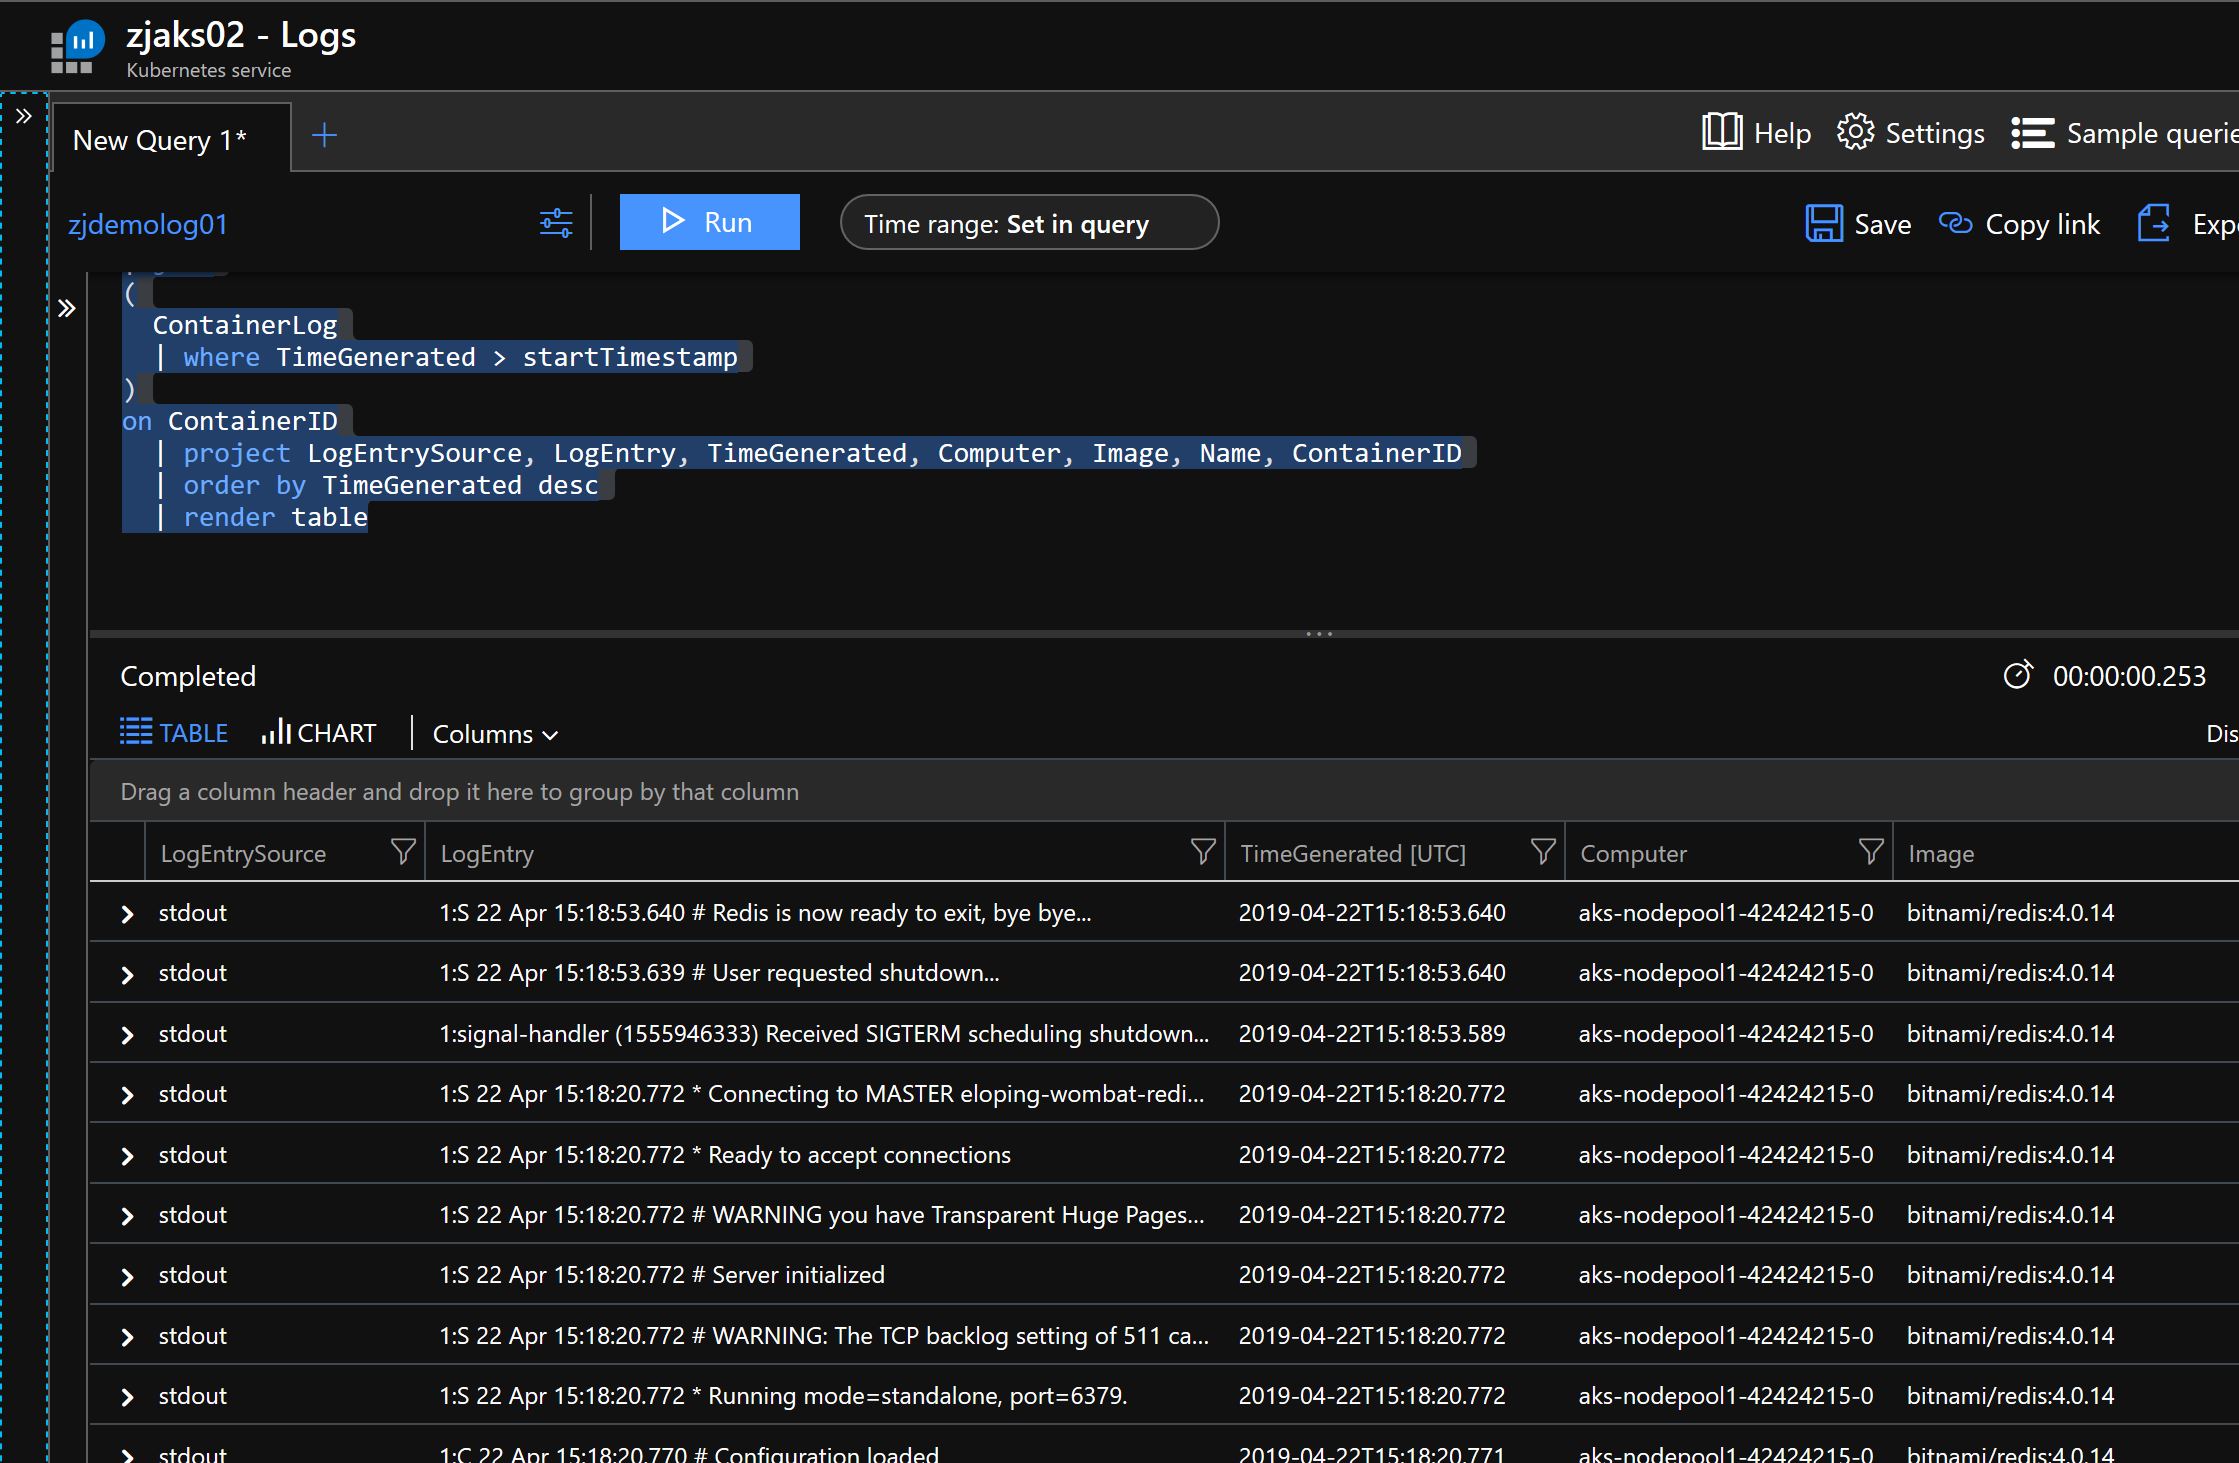 zjaks02 - Logs
Kubernetes service
New Query 1*
Help Settings Sample querie
zjdemolog01 Run Time range: Set in query Save Copy link Expo
(
ContainerLog
| where TimeGenerated > startTimestamp
)
on ContainerID
| project LogEntrySource, LogEntry, TimeGenerated, Computer, Image, Name, ContainerID
| order by TimeGenerated desc
| render table
Completed 00:00:00.253
TABLE CHART Columns Dis
Drag a column header and drop it here to group by that column
LogEntrySource LogEntry TimeGenerated [UTC] Computer Image
stdout 1:S 22 Apr 15:18:53.640 # Redis is now ready to exit, bye bye... 2019-04-22T15:18:53.640 aks-nodepool1-42424215-0 bitnami/redis:4.0.14
stdout 1:S 22 Apr 15:18:53.639 # User requested shutdown... 2019-04-22T15:18:53.640 aks-nodepool1-42424215-0 bitnami/redis:4.0.14
stdout 1:signal-handler (1555946333) Received SIGTERM scheduling shutdown... 2019-04-22T15:18:53.589 aks-nodepool1-42424215-0 bitnami/redis:4.0.14
stdout 1:S 22 Apr 15:18:20.772 * Connecting to MASTER eloping-wombat-redi... 2019-04-22T15:18:20.772 aks-nodepool1-42424215-0 bitnami/redis:4.0.14
stdout 1:S 22 Apr 15:18:20.772 * Ready to accept connections 2019-04-22T15:18:20.772 aks-nodepool1-42424215-0 bitnami/redis:4.0.14
stdout 1:S 22 Apr 15:18:20.772 # WARNING you have Transparent Huge Pages... 2019-04-22T15:18:20.772 aks-nodepool1-42424215-0 bitnami/redis:4.0.14
stdout 1:S 22 Apr 15:18:20.772 # Server initialized 2019-04-22T15:18:20.772 aks-nodepool1-42424215-0 bitnami/redis:4.0.14
stdout 1:S 22 Apr 15:18:20.772 # WARNING: The TCP backlog setting of 511 ca... 2019-04-22T15:18:20.772 aks-nodepool1-42424215-0 bitnami/redis:4.0.14
stdout 1:S 22 Apr 15:18:20.772 * Running mode=standalone, port=6379. 2019-04-22T15:18:20.772 aks-nodepool1-42424215-0 bitnami/redis:4.0.14
stdout 1:C 22 Apr 15:18:20.770 # Configuration loaded 2019-04-22T15:18:20.771 aks-nodepool1-42424215-0 bitnami/redis:4.0.14